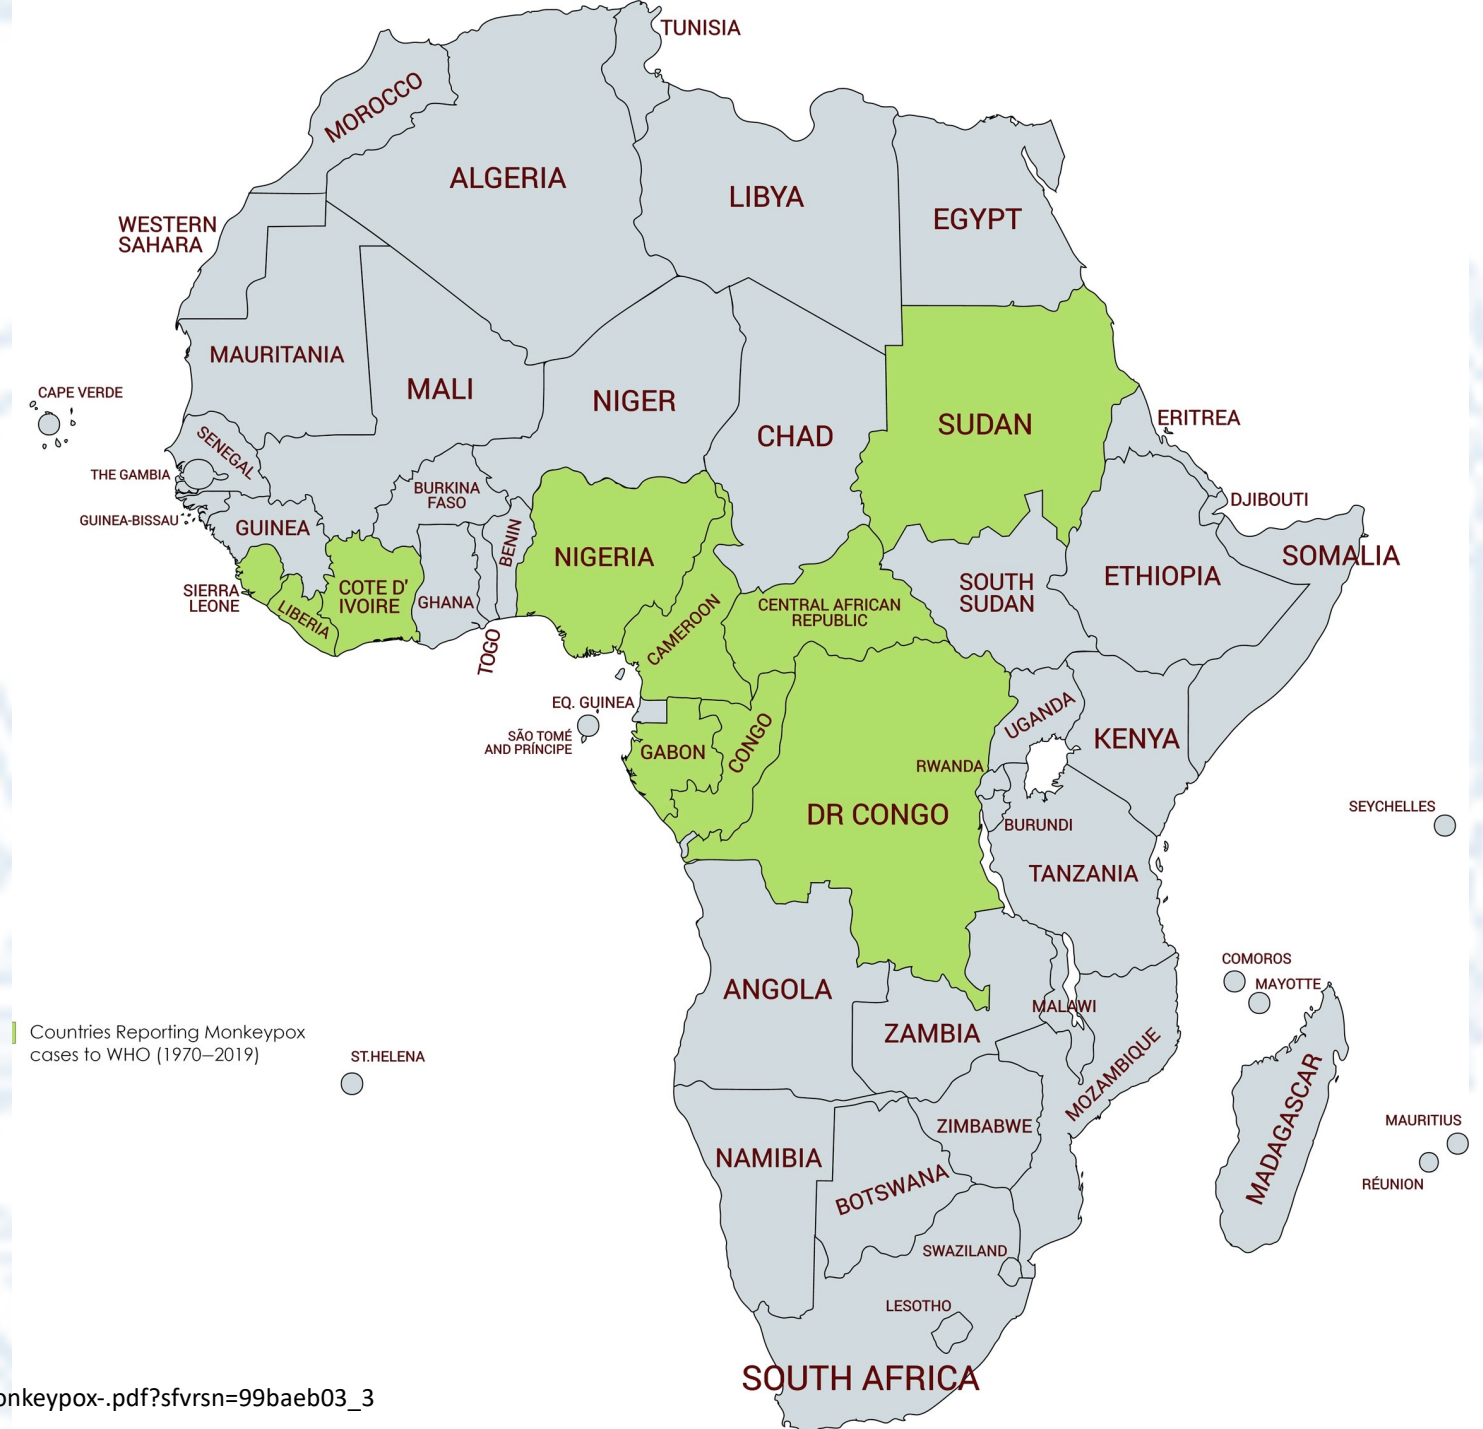 TUNISIA
MOROCCO
ALGERIA
LIBYA
EGYPT
WESTERN
SAHARA
MAURITANIA
MALI
NIGER
CHAD
SUDAN
ERITREA
CAPE VERDE
SENEGAL
THE GAMBIA
GUINEA-BISSAU
GUINEA
BURKINA
FASO
BENIN
NIGERIA
DJIBOUTI
SOMALIA
ETHIOPIA
SOUTH
SUDAN
SIERRA
LEONE
LIBERIA
COTE D'
IVOIRE
GHANA
TOGO
CAMEROON
CENTRAL AFRICAN
REPUBLIC
EQ. GUINEA
SÃO TOMÉ
AND PRÍNCIPE
GABON
CONGO
UGANDA
KENYA
RWANDA
DR CONGO
BURUNDI
TANZANIA
SEYCHELLES
COMOROS
MAYOTTE
ANGOLA
MALAWI
ZAMBIA
MOZAMBIQUE
MADAGASCAR
Countries Reporting Monkeypox
cases to WHO (1970–2019)
ST.HELENA
NAMIBIA
ZIMBABWE
BOTSWANA
MAURITIUS
RÉUNION
SWAZILAND
LESOTHO
SOUTH AFRICA
onkeypox-.pdf?sfvrsn=99baeb03_3